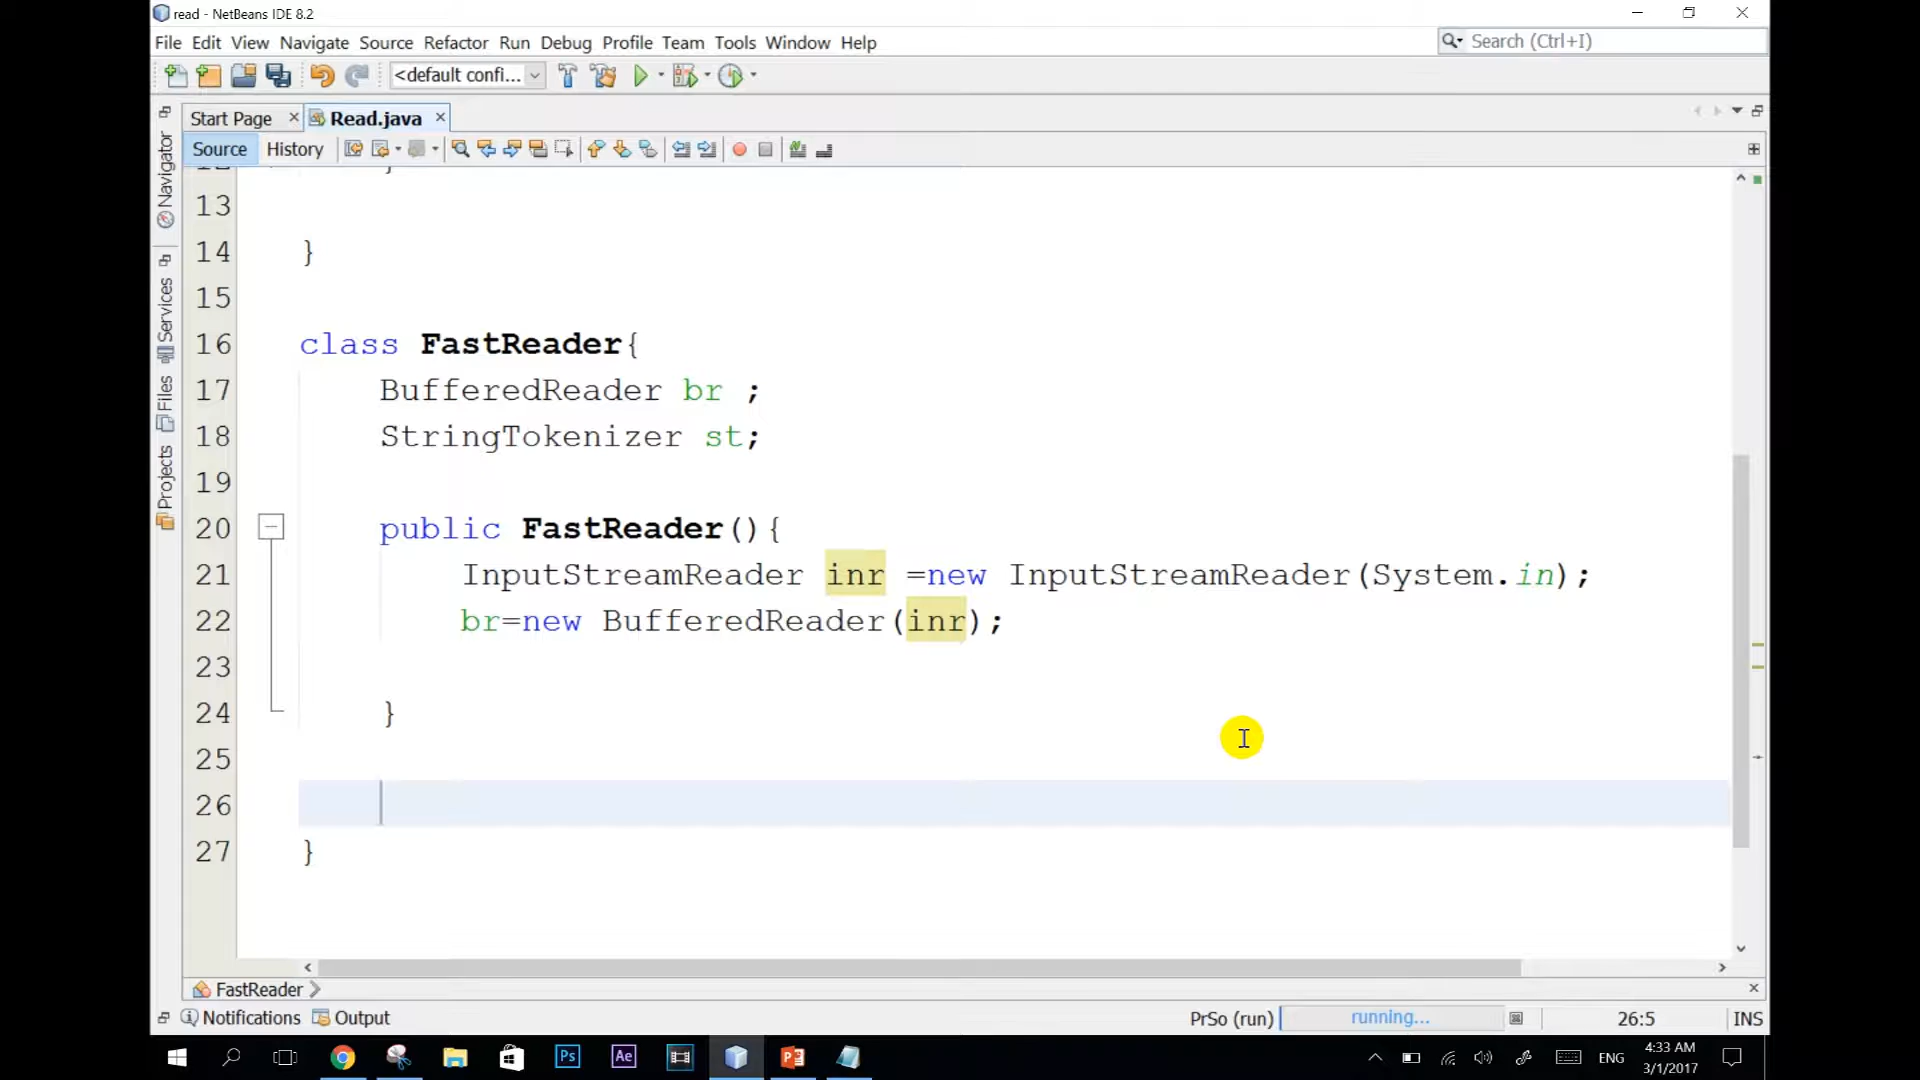 read - NetBeans IDE 8.2
File Edit View Navigate Source Refactor Run Debug Profile Team Tools Window Help
Search (Ctrl+I)
<default confi...
Start Page
Read.java
Source History
Navigator
Services
Files
Projects
13
14 }
15
16 class FastReader{
17 BufferedReader br ;
18 StringTokenizer st;
19
20 public FastReader(){
21 InputStreamReader inr =new InputStreamReader(System.in);
22 br=new BufferedReader(inr);
23
24 }
25
26
27 }
FastReader
Notifications Output PrSo (run) running... 26:5 INS
Ps Ae ENG 4:33 AM
3/1/2017